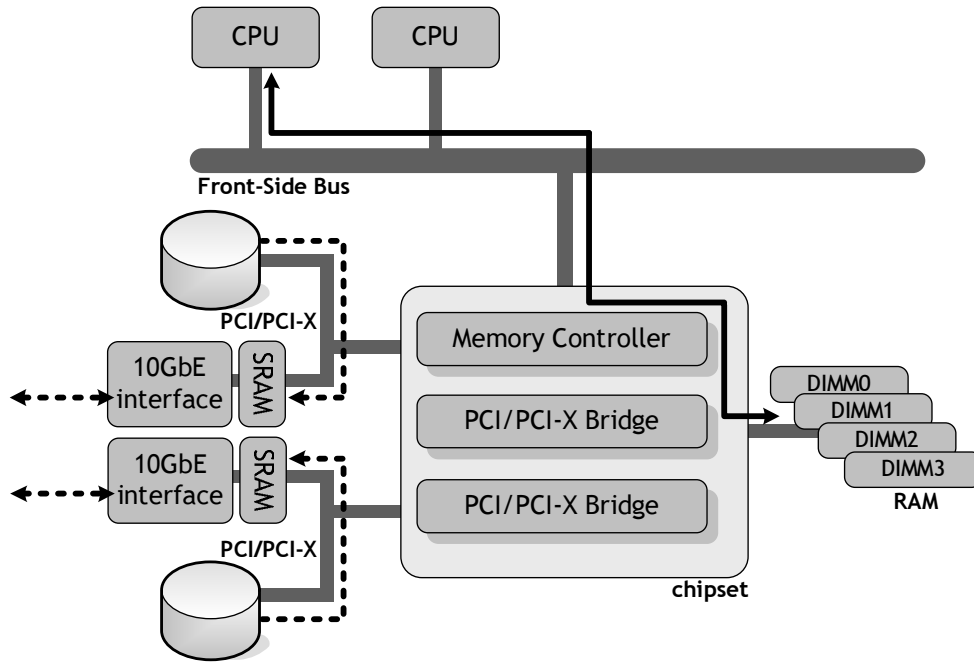 CPU
CPU
Front-Side Bus
PCI/PCI-X
10GbE
interface
SRAM
10GbE
interface
SRAM
PCI/PCI-X
Memory Controller
PCI/PCI-X Bridge
PCI/PCI-X Bridge
chipset
DIMM0
DIMM1
DIMM2
DIMM3
RAM